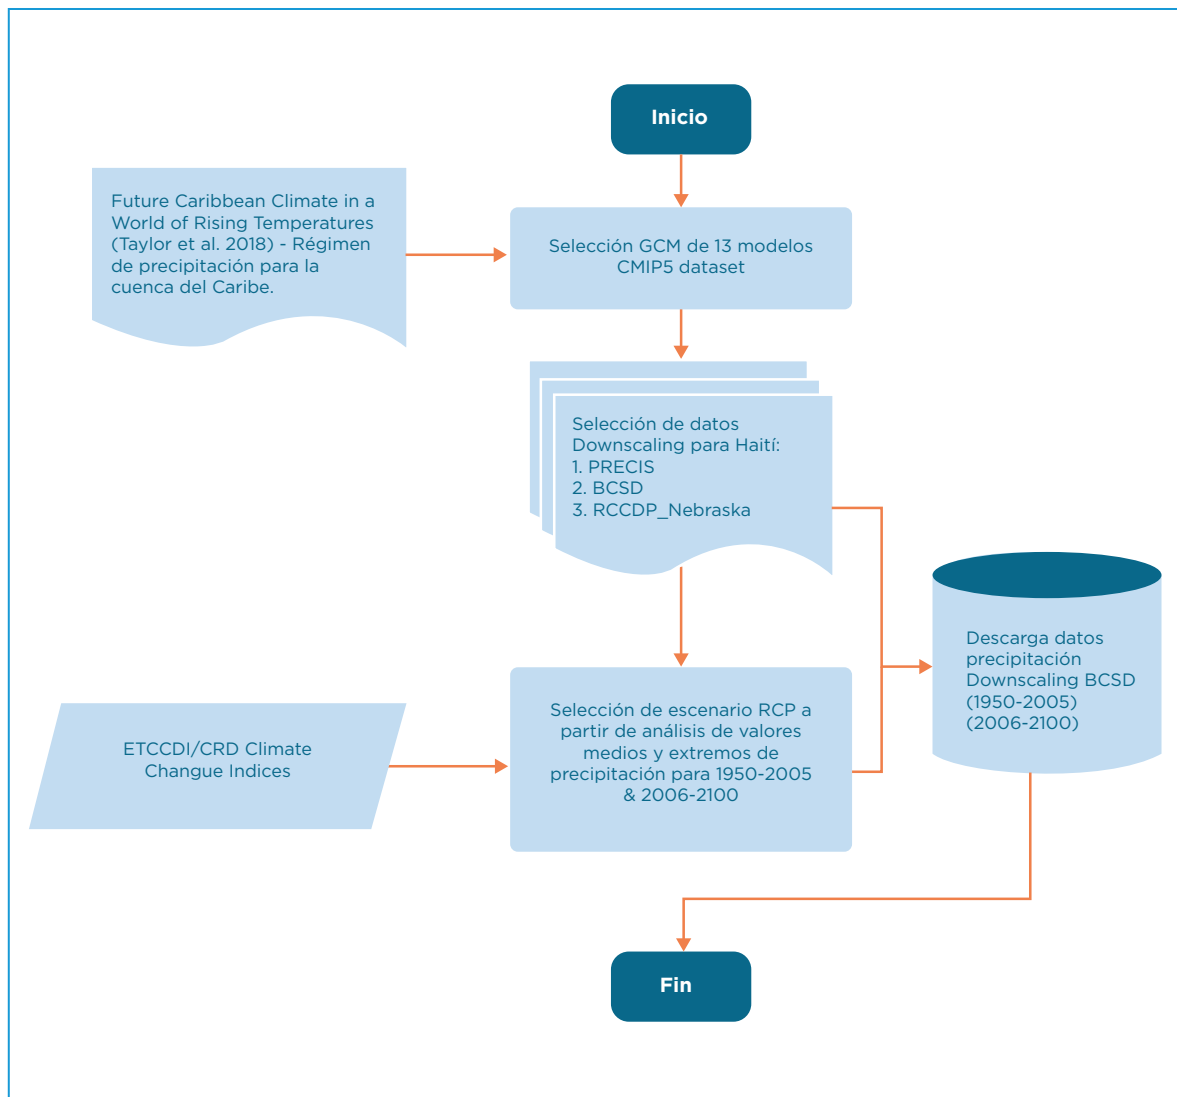 Inicio
Future Caribbean Climate in a
World of Rising Temperatures
(Taylor et al. 2018) - Régimen
de precipitación para la
cuenca del Caribe.
Selección GCM de 13 modelos
CMIP5 dataset
Selección de datos
Downscaling para Haití:
1. PRECIS
2. BCSD
3. RCCDP_Nebraska
Descarga datos
precipitación
Downscaling BCSD
(1950-2005)
(2006-2100)
ETCCDI/CRD Climate
Changue Indices
Selección de escenario RCP a
partir de análisis de valores
medios y extremos de
precipitación para 1950-2005
& 2006-2100
Fin